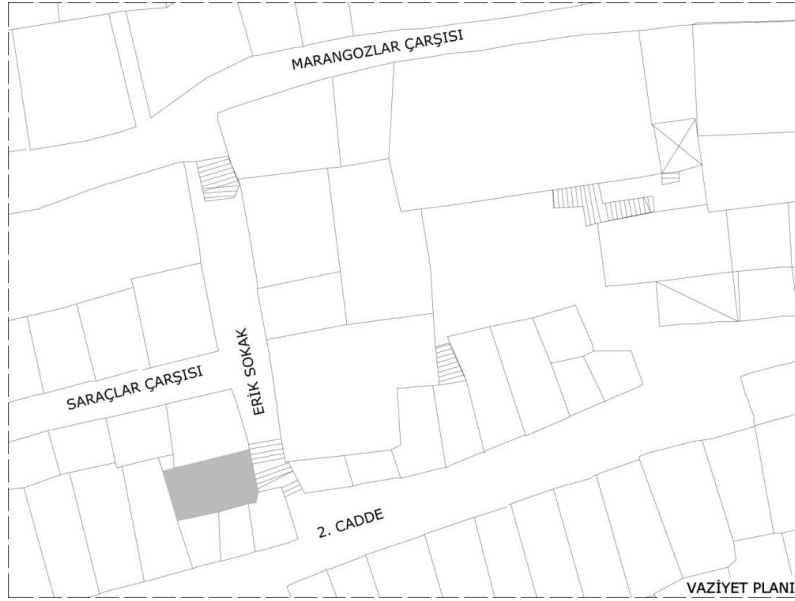 MARANGOZLAR ÇARŞISI
ERİK SOKAK
SARAÇLAR ÇARŞISI
2. CADDE
VAZİYET PLANI